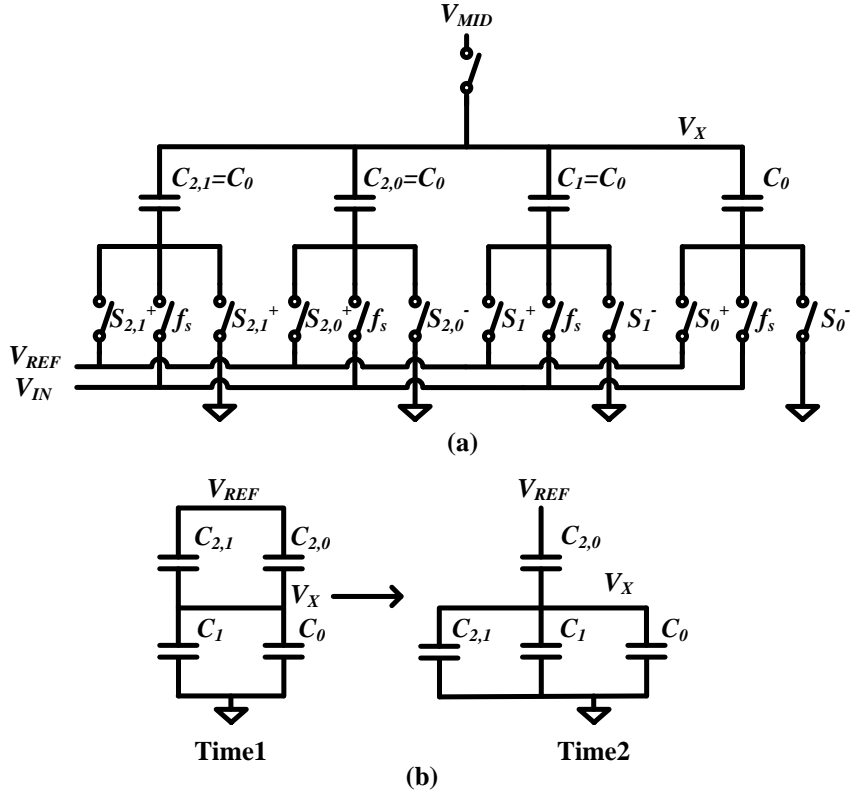 V_MID
V_X
C_2,1=C_0 C_2,0=C_0 C_1=C_0 C_0
S_2,1^+ f_s S_2,1^+ S_2,0^+ f_s S_2,0^- S_1^+ f_s S_1^- S_0^+ f_s S_0^-
V_REF
V_IN
(a)
V_REF V_REF
C_2,1 C_2,0 C_2,0
V_X V_X
C_1 C_0 C_2,1 C_1 C_0
Time1 Time2
(b)